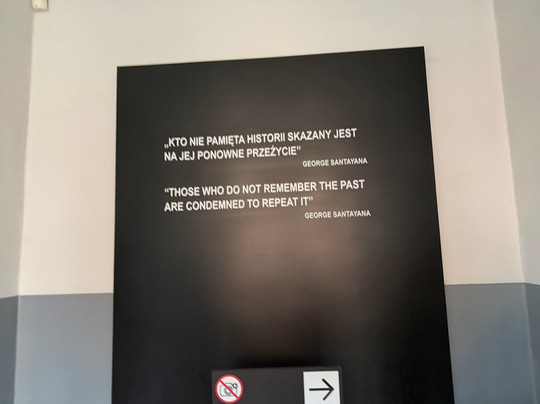 „KTO NIE PAMIĘTA HISTORII SKAZANY JEST
NA JEJ PONOWNE PRZEŻYCIE”
GEORGE SANTAYANA
“THOSE WHO DO NOT REMEMBER THE PAST
ARE CONDEMNED TO REPEAT IT”
GEORGE SANTAYANA